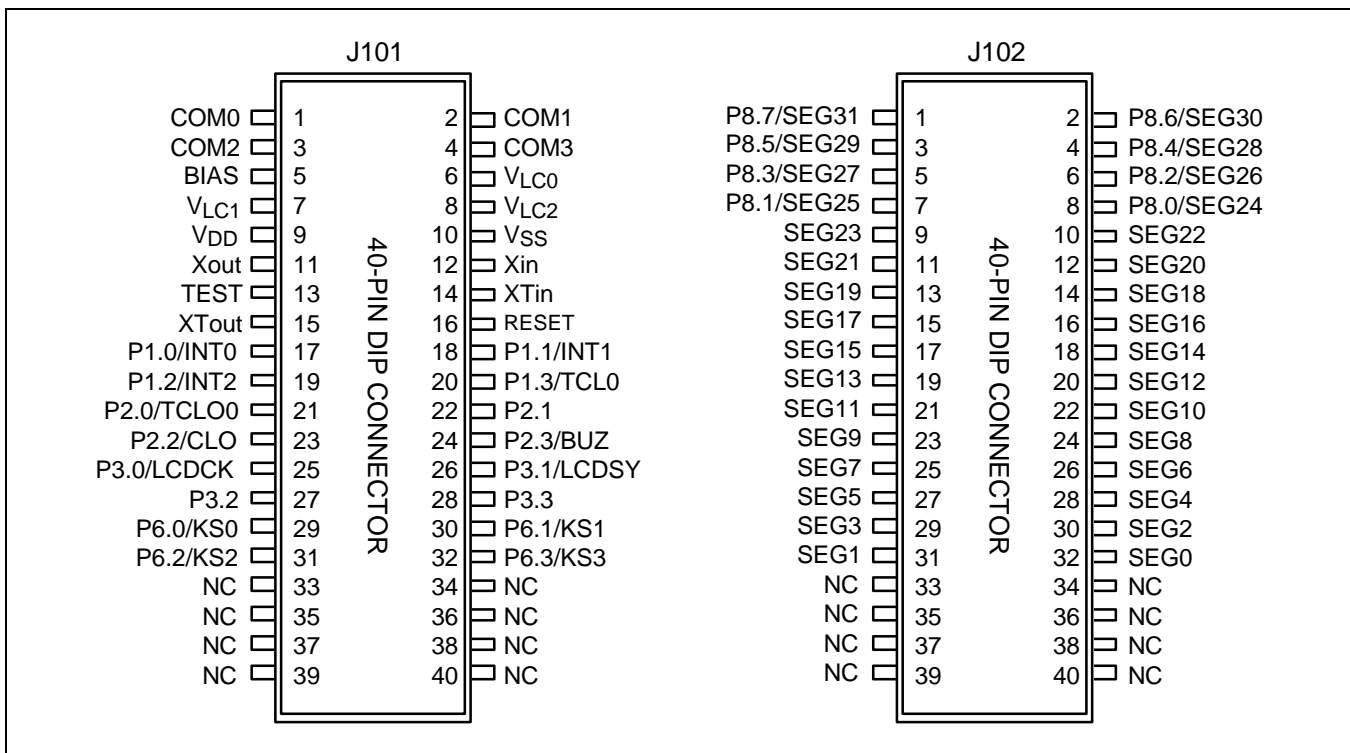 J101
COM0 1 2 COM1
COM2 3 4 COM3
BIAS 5 6 VLC0
VLC1 7 8 VLC2
VDD 9 10 VSS
Xout 11 12 Xin
TEST 13 14 XTin
XTout 15 16 RESET
P1.0/INT0 17 18 P1.1/INT1
P1.2/INT2 19 20 P1.3/TCL0
P2.0/TCLO0 21 22 P2.1
P2.2/CLO 23 24 P2.3/BUZ
P3.0/LCDCK 25 26 P3.1/LCDSY
P3.2 27 28 P3.3
P6.0/KS0 29 30 P6.1/KS1
P6.2/KS2 31 32 P6.3/KS3
NC 33 34 NC
NC 35 36 NC
NC 37 38 NC
NC 39 40 NC
40-PIN DIP CONNECTOR
J102
P8.7/SEG31 1 2 P8.6/SEG30
P8.5/SEG29 3 4 P8.4/SEG28
P8.3/SEG27 5 6 P8.2/SEG26
P8.1/SEG25 7 8 P8.0/SEG24
SEG23 9 10 SEG22
SEG21 11 12 SEG20
SEG19 13 14 SEG18
SEG17 15 16 SEG16
SEG15 17 18 SEG14
SEG13 19 20 SEG12
SEG11 21 22 SEG10
SEG9 23 24 SEG8
SEG7 25 26 SEG6
SEG5 27 28 SEG4
SEG3 29 30 SEG2
SEG1 31 32 SEG0
NC 33 34 NC
NC 35 36 NC
NC 37 38 NC
NC 39 40 NC
40-PIN DIP CONNECTOR